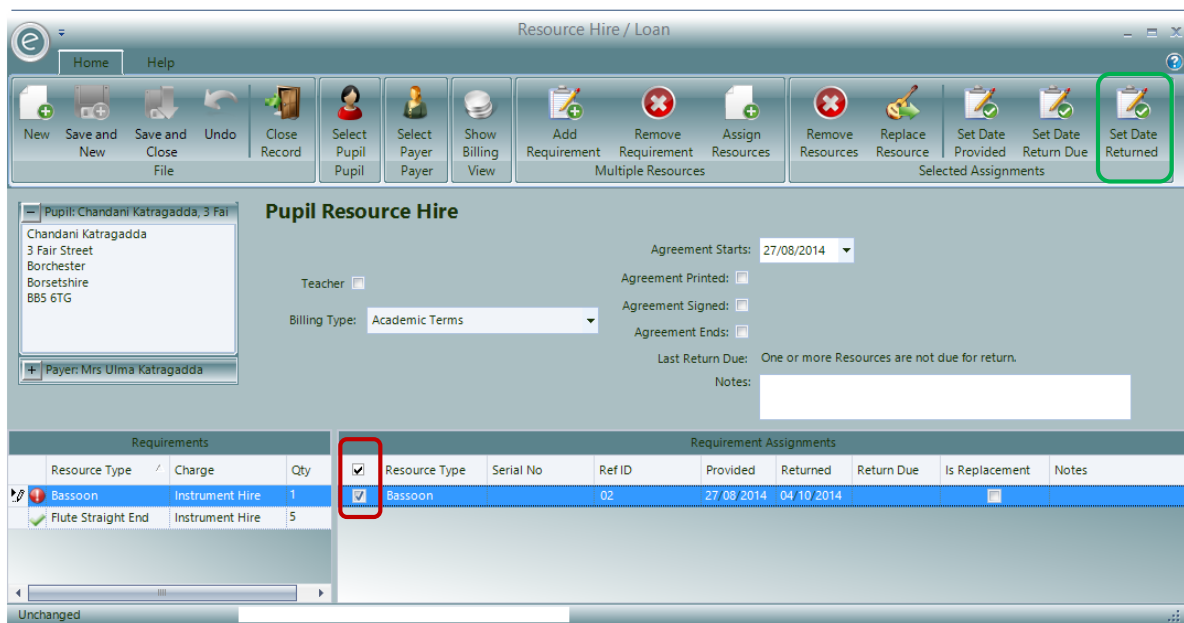 Resource Hire / Loan
Home Help
New Save and New Save and Close Undo Close Record Select Pupil Select Payer Show Billing Add Requirement Remove Requirement Assign Resources Remove Resources Replace Resource Set Date Provided Set Date Return Due Set Date Returned
File Pupil Payer View Multiple Resources Selected Assignments
Pupil: Chandani Katragadda, 3 Fai
Chandani Katragadda
3 Fair Street
Borchester
Borsetshire
BB5 6TG
Payer: Mrs Ulma Katragadda
Pupil Resource Hire
Teacher
Billing Type: Academic Terms
Agreement Starts: 27/08/2014
Agreement Printed:
Agreement Signed:
Agreement Ends:
Last Return Due: One or more Resources are not due for return.
Notes:
Requirements
Resource Type Charge Qty
Bassoon Instrument Hire 1
Flute Straight End Instrument Hire 5
Requirement Assignments
Resource Type Serial No Ref ID Provided Returned Return Due Is Replacement Notes
Bassoon 02 27/08/2014 04/10/2014
Unchanged